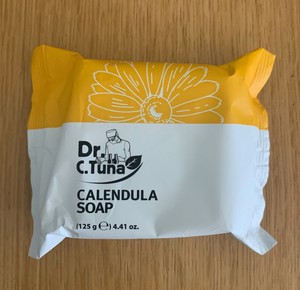 Dr.
C.Tuna
CALENDULA
SOAP
(125 g ℮) 4.41 oz.